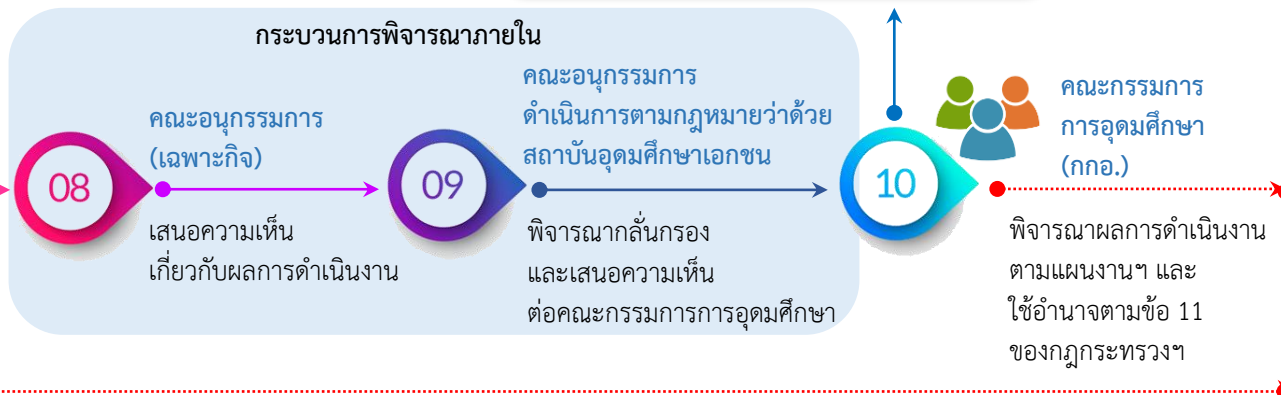 กระบวนการพิจารณาภายใน
08
คณะอนุกรรมการ
(เฉพาะกิจ)
เสนอความเห็น
เกี่ยวกับผลการดำเนินงาน
09
คณะอนุกรรมการ
ดำเนินการตามกฎหมายว่าด้วย
สถาบันอุดมศึกษาเอกชน
พิจารณากลั่นกรอง
และเสนอความเห็น
ต่อคณะกรรมการการอุดมศึกษา
10
คณะกรรมการ
การอุดมศึกษา
(กกอ.)
พิจารณาผลการดำเนินงาน
ตามแผนงานฯ และ
ใช้อำนาจตามข้อ 11
ของกฎกระทรวงฯ